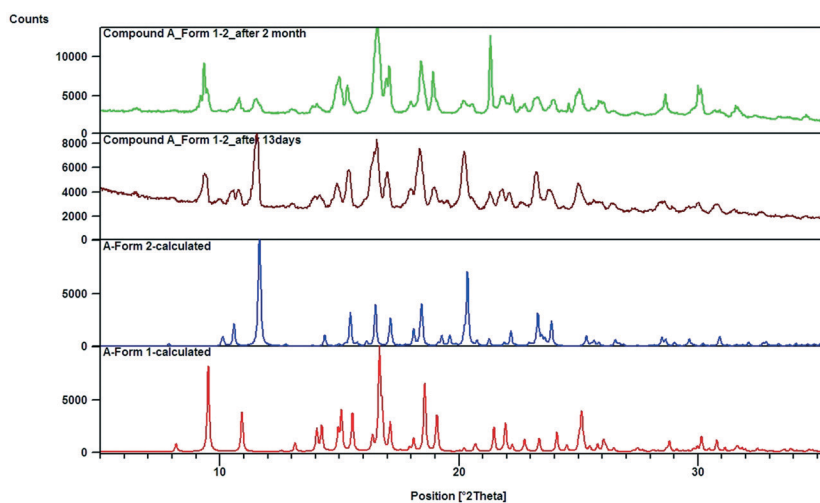 Counts
Compound A_Form 1-2_after 2 month
10000
5000
0
Compound A_Form 1-2_after 13days
8000
6000
4000
2000
0
A-Form 2-calculated
5000
0
A-Form 1-calculated
5000
0
10 20 30
Position [°2Theta]